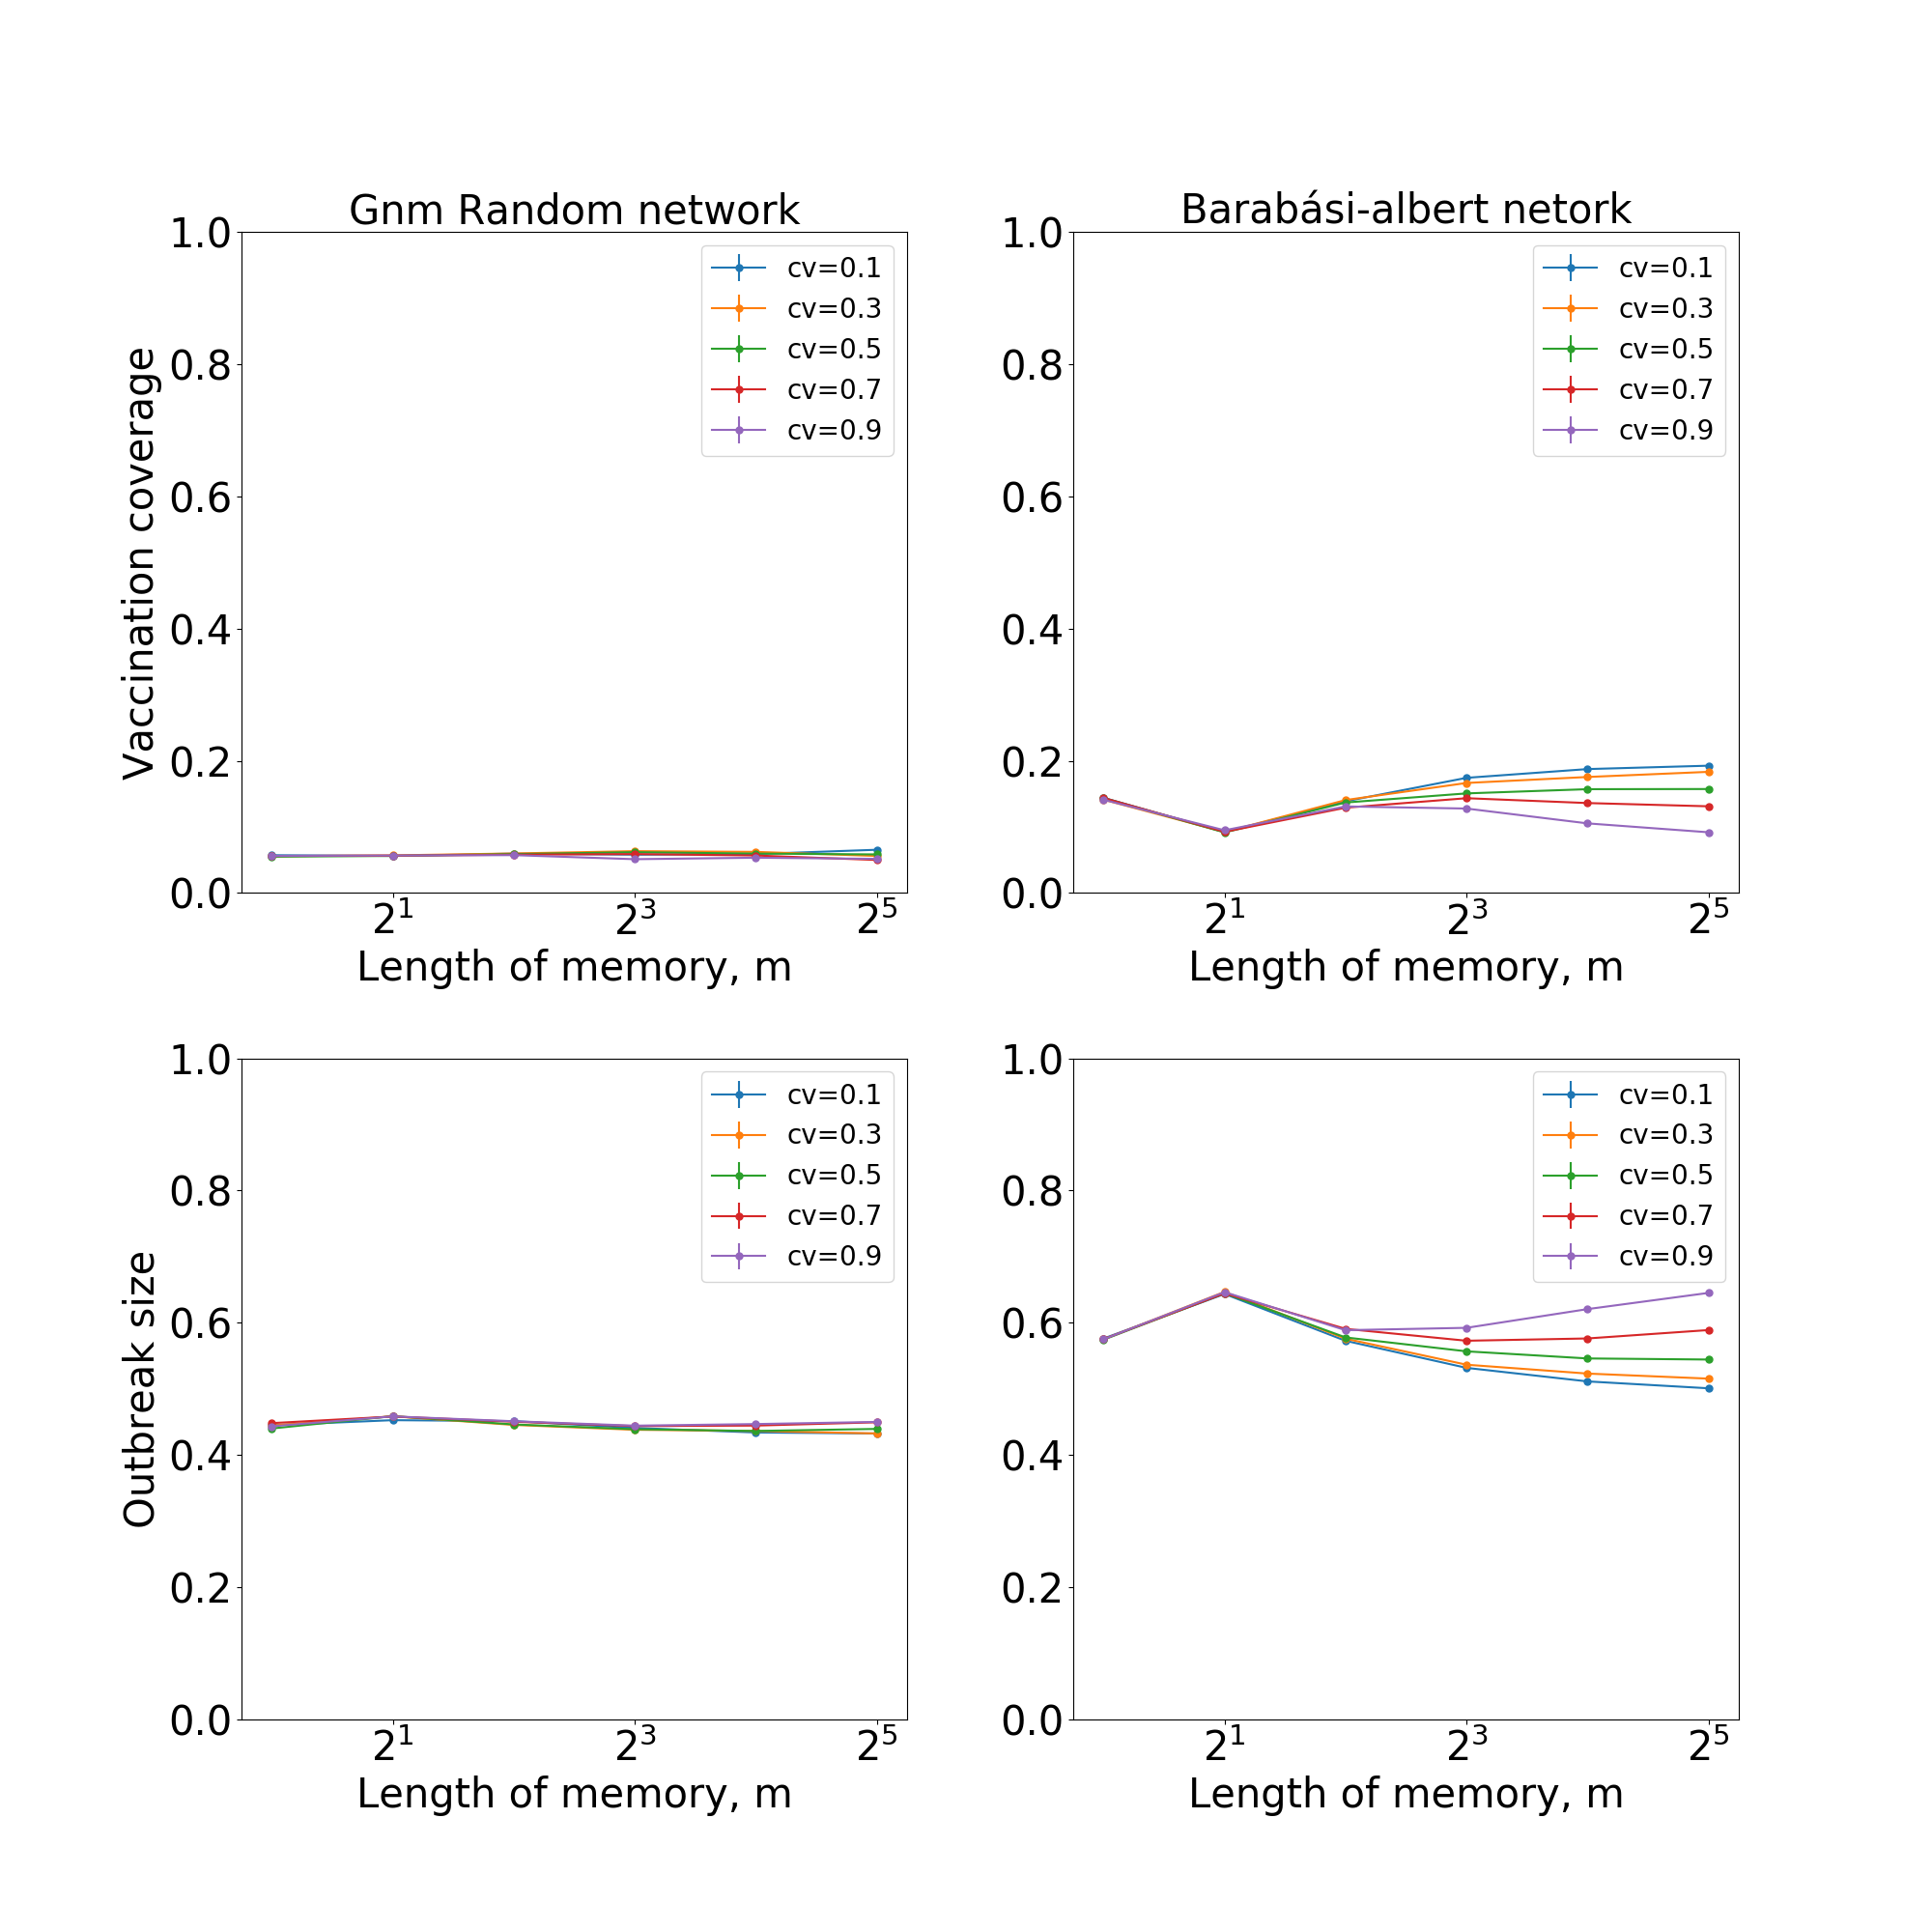 Gnm Random network
1.0
0.8
0.6
0.4
0.2
0.0
Vaccination coverage
cv=0.1
cv=0.3
cv=0.5
cv=0.7
cv=0.9
2^1 2^3 2^5
Length of memory, m
Barabási-albert netork
1.0
0.8
0.6
0.4
0.2
0.0
cv=0.1
cv=0.3
cv=0.5
cv=0.7
cv=0.9
2^1 2^3 2^5
Length of memory, m
1.0
0.8
0.6
0.4
0.2
0.0
Outbreak size
cv=0.1
cv=0.3
cv=0.5
cv=0.7
cv=0.9
2^1 2^3 2^5
Length of memory, m
1.0
0.8
0.6
0.4
0.2
0.0
cv=0.1
cv=0.3
cv=0.5
cv=0.7
cv=0.9
2^1 2^3 2^5
Length of memory, m